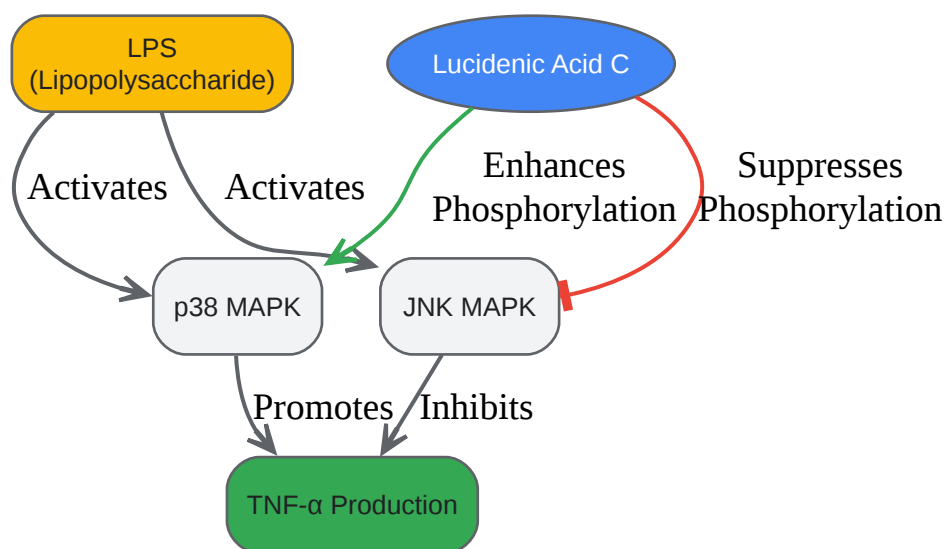 LPS
(Lipopolysaccharide)
Lucidenic Acid C
Activates
Activates
Enhances
Phosphorylation
Suppresses
Phosphorylation
p38 MAPK
JNK MAPK
Promotes
Inhibits
TNF-α Production